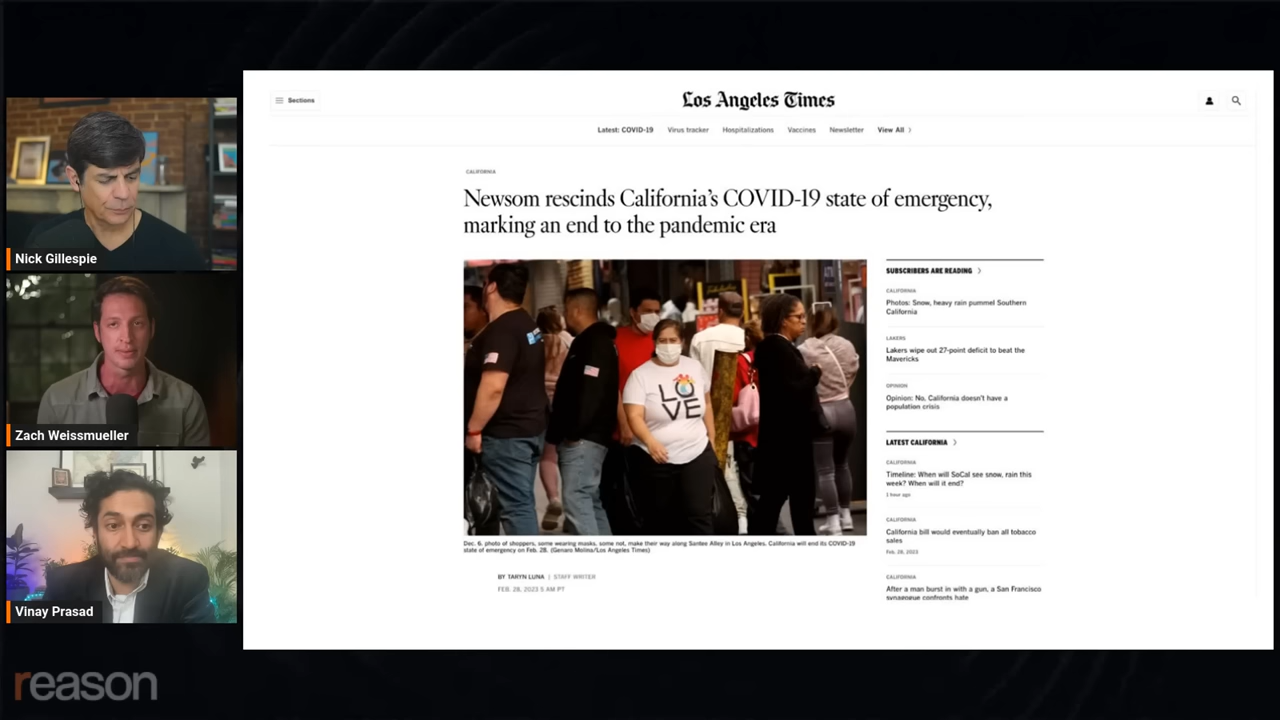 Nick Gillespie
Zach Weissmueller
Vinay Prasad
reason
Sections
Los Angeles Times
Latest: COVID-19 Virus tracker Hospitalizations Vaccines Newsletter View All
CALIFORNIA
Newsom rescinds California's COVID-19 state of emergency,
marking an end to the pandemic era
LOVE
Dec. 6. photo of shoppers, some wearing masks, some not, make their way along Santee Alley in Los Angeles. California will end its COVID-19
state of emergency on Feb. 28. (Genaro Molina/Los Angeles Times)
BY TARYN LUNA | STAFF WRITER
FEB. 28, 2023 5 AM PT
SUBSCRIBERS ARE READING
CALIFORNIA
Photos: Snow, heavy rain pummel Southern
California
LAKERS
Lakers wipe out 27-point deficit to beat the
Mavericks
OPINION
Opinion: No, California doesn't have a
population crisis
LATEST CALIFORNIA
CALIFORNIA
Timeline: When will SoCal see snow, rain this
week? When will it end?
1 hour ago
CALIFORNIA
California bill would eventually ban all tobacco
sales
Feb. 28, 2023
CALIFORNIA
After a man burst in with a gun, a San Francisco
synagogue confronts hate